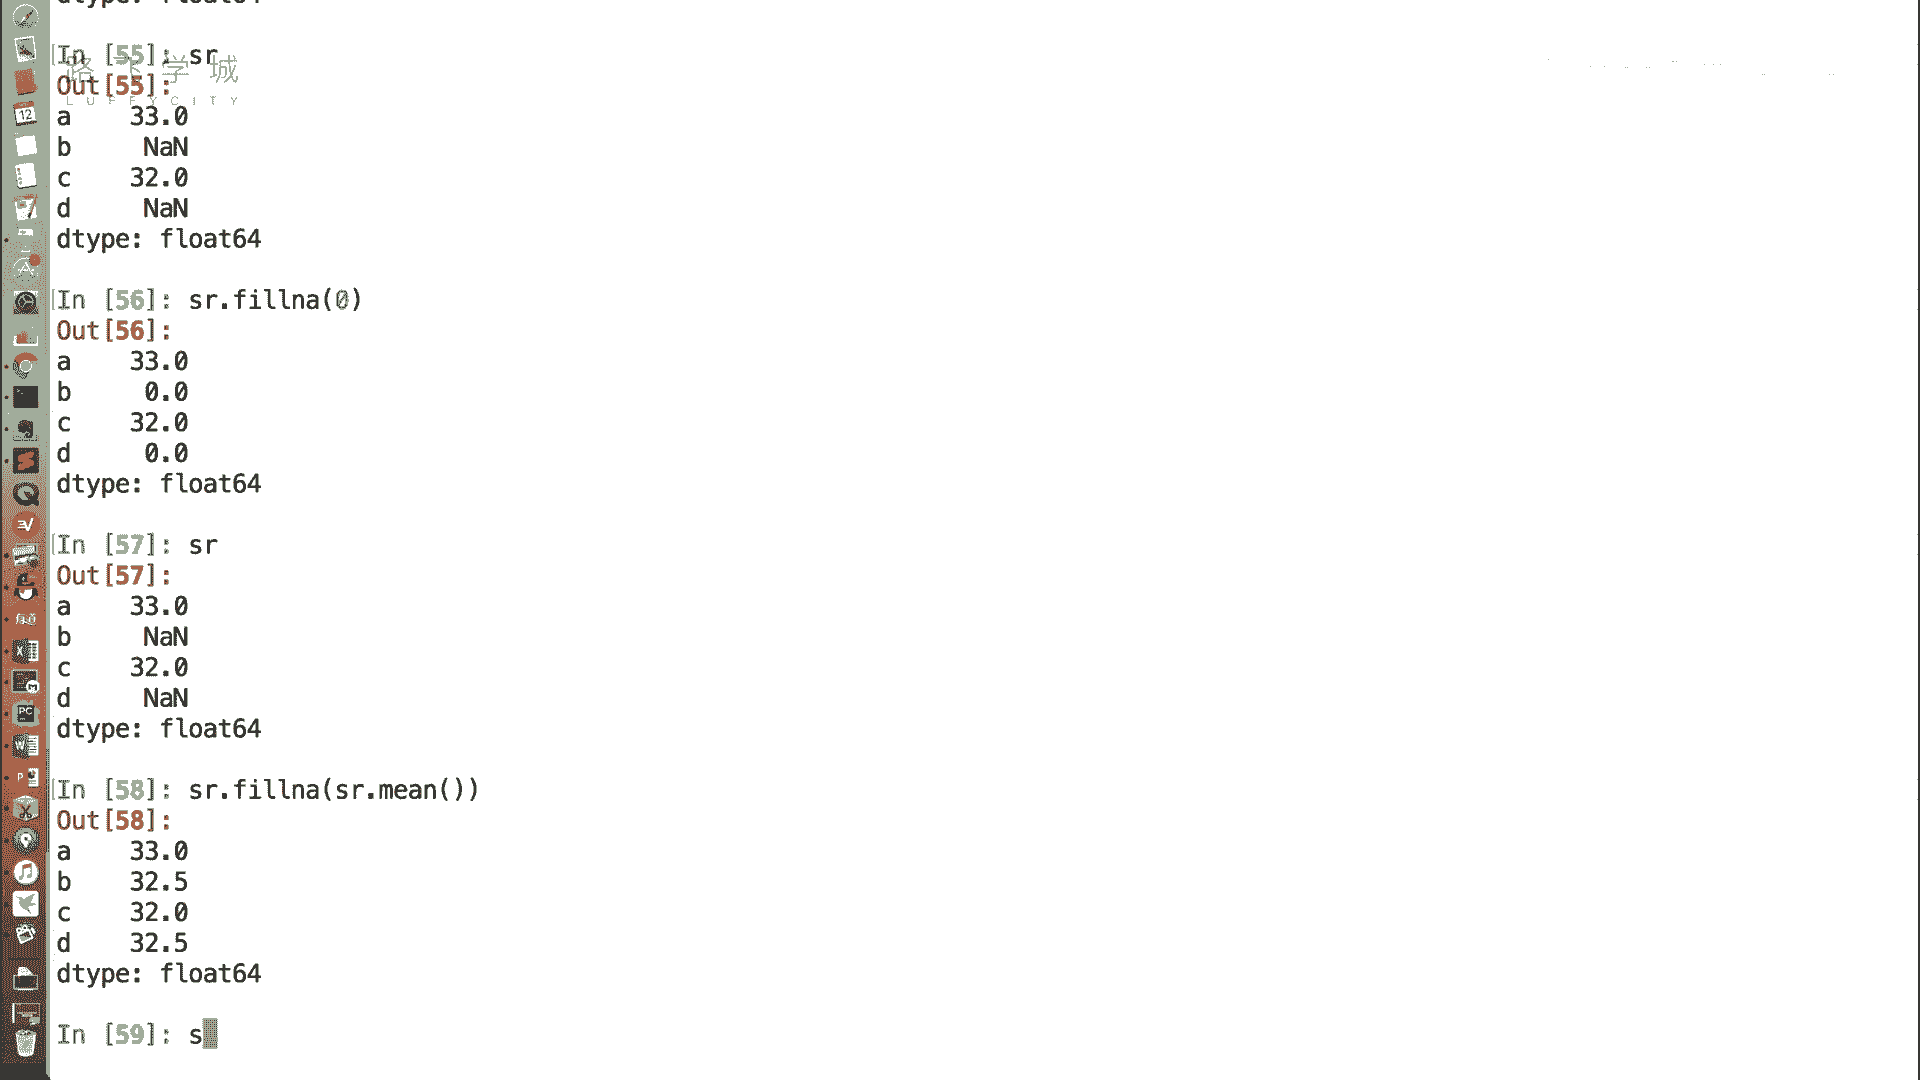 dtype: float64
In [55]: sr
路飞学城
Out[55]:
LUFFYCITY
a     33.0
b      NaN
c     32.0
d      NaN
dtype: float64
In [56]: sr.fillna(0)
Out[56]:
a     33.0
b      0.0
c     32.0
d      0.0
dtype: float64
In [57]: sr
Out[57]:
a     33.0
b      NaN
c     32.0
d      NaN
dtype: float64
In [58]: sr.fillna(sr.mean())
Out[58]:
a     33.0
b     32.5
c     32.0
d     32.5
dtype: float64
In [59]: s